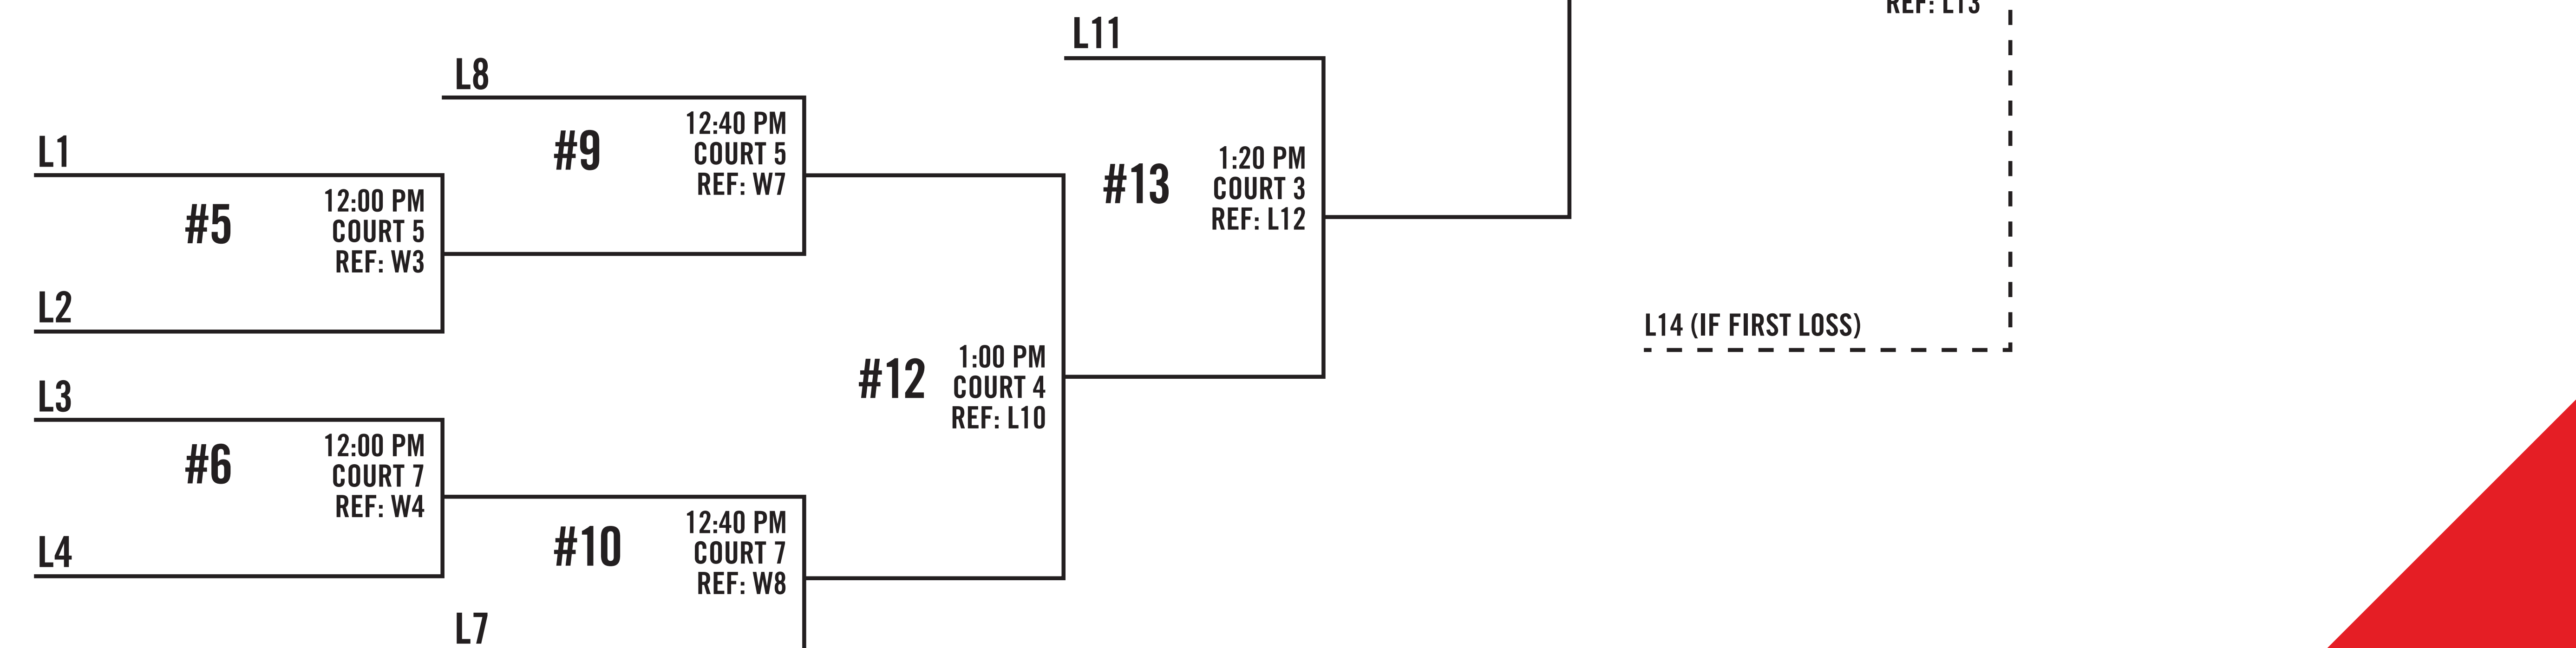 REF: L13
L11
L8
12:40 PM
#9
COURT 5
REF: W7
L1
12:00 PM
#5
COURT 5
REF: W3
L2
1:20 PM
#13
COURT 3
REF: L12
L14 (IF FIRST LOSS)
1:00 PM
#12
COURT 4
REF: L10
L3
12:00 PM
#6
COURT 7
REF: W4
L4
12:40 PM
#10
COURT 7
REF: W8
L7